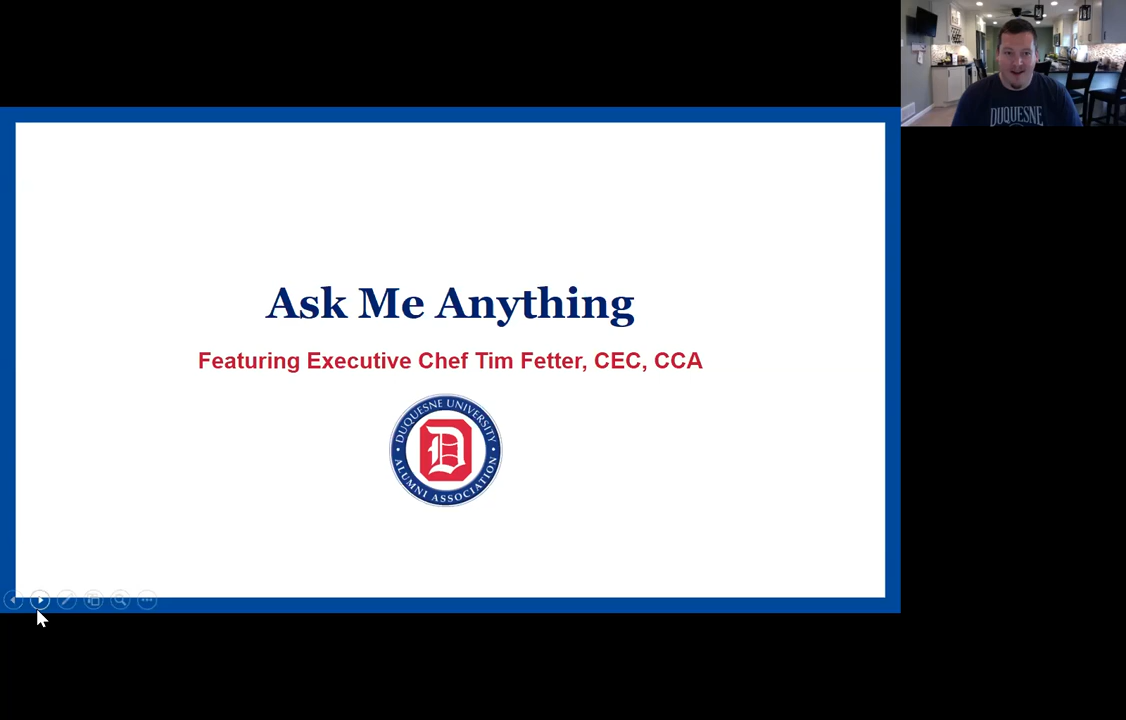 Ask Me Anything
Featuring Executive Chef Tim Fetter, CEC, CCA
DUQUESNE UNIVERSITY
D
ALUMNI ASSOCIATION
DUQUESNE